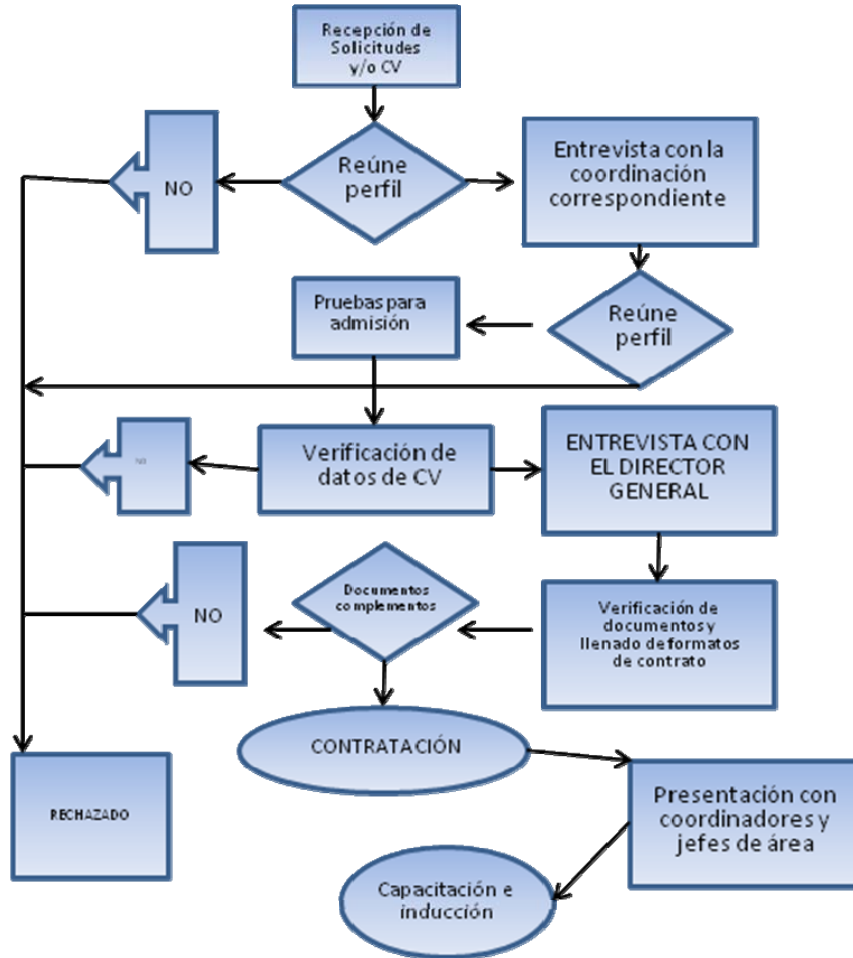 Recepción de
Solicitudes
y/o CV
Reúne
perfil
NO
Entrevista con la
coordinación
correspondiente
Reúne
perfil
Pruebas para
admisión
Verificación de
datos de CV
NO
ENTREVISTA CON
EL DIRECTOR
GENERAL
Verificación de
documentos y
llenado de formatos
de contrato
Documentos
complementos
NO
CONTRATACIÓN
RECHAZADO
Presentación con
coordinadores y
jefes de área
Capacitación e
inducción